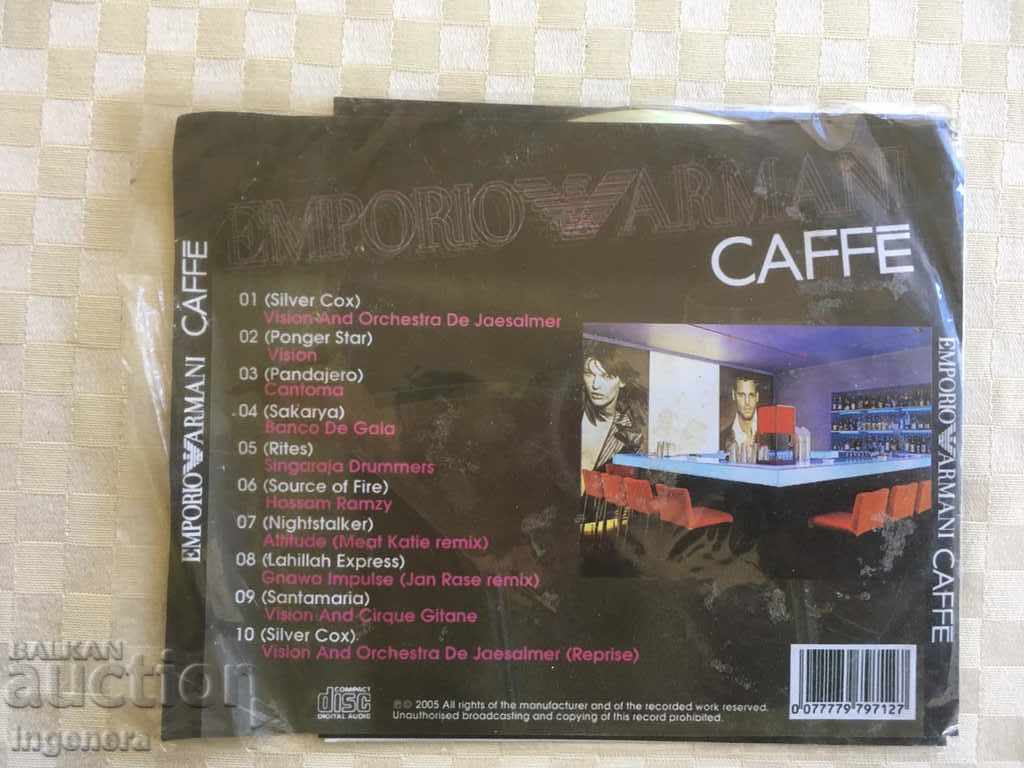 EMPORIO ARMANI
CAFFE
01 (Silver Cox)
Vision And Orchestra De Jaesalmer
02 (Ponger Star)
Vision
03 (Pandajero)
Cantoma
04 (Sakarya)
Banco De Gaia
05 (Rites)
Singaraja Drummers
06 (Source of Fire)
Hossam Ramzy
07 (Nightstalker)
Attitude (Meat Katie remix)
08 (Lahillah Express)
Gnawa Impulse (Jan Rase remix)
09 (Santamaria)
Vision And Cirque Gitane
10 (Silver Cox)
Vision And Orchestra De Jaesalmer (Reprise)
COMPACT
disc
DIGITAL AUDIO
℗© 2005 All rights of the manufacturer and of the recorded work reserved.
Unauthorised broadcasting and copying of this record prohibited.
0 077779 797127
EMPORIO ARMANI CAFFE
EMPORIO ARMANI CAFFE
BALKAN
auction
ingenera